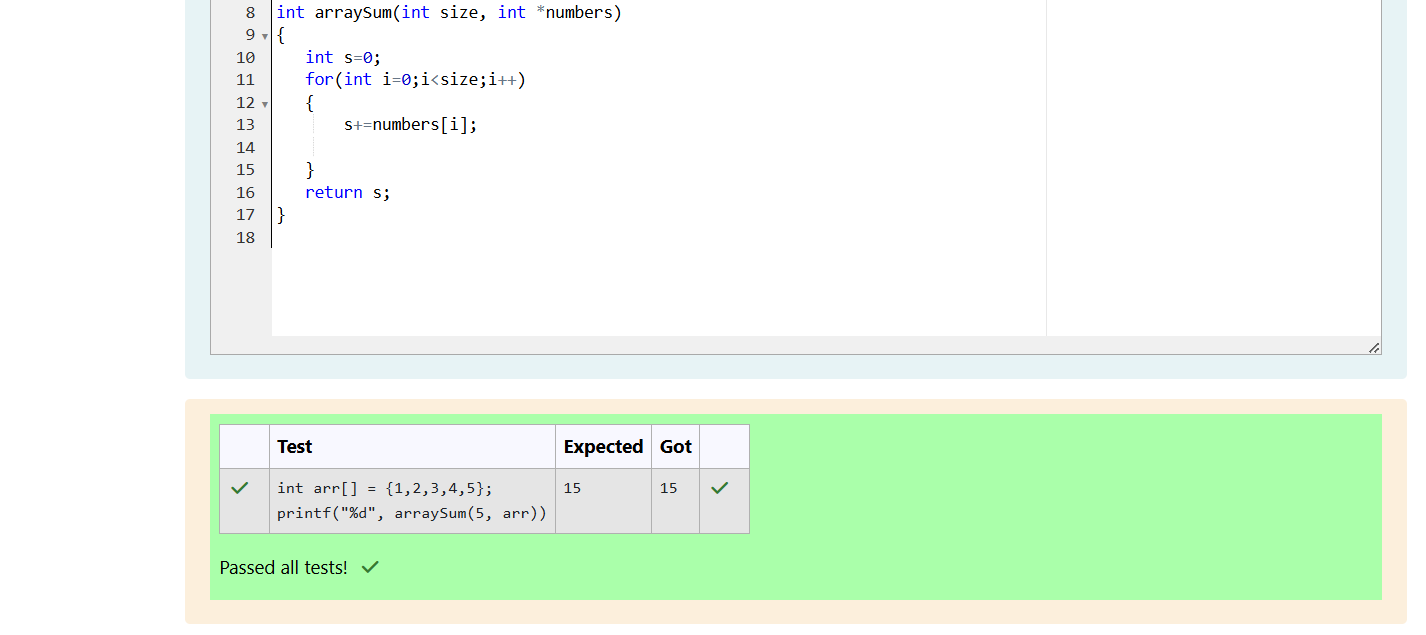 8 int arraySum(int size, int *numbers)
9 {
10 int s=0;
11 for(int i=0;i<size;i++)
12 {
13 s+=numbers[i];
14
15 }
16 return s;
17 }
18
Test Expected Got
int arr[] = {1,2,3,4,5}; 15 15
printf("%d", arraySum(5, arr))
Passed all tests!